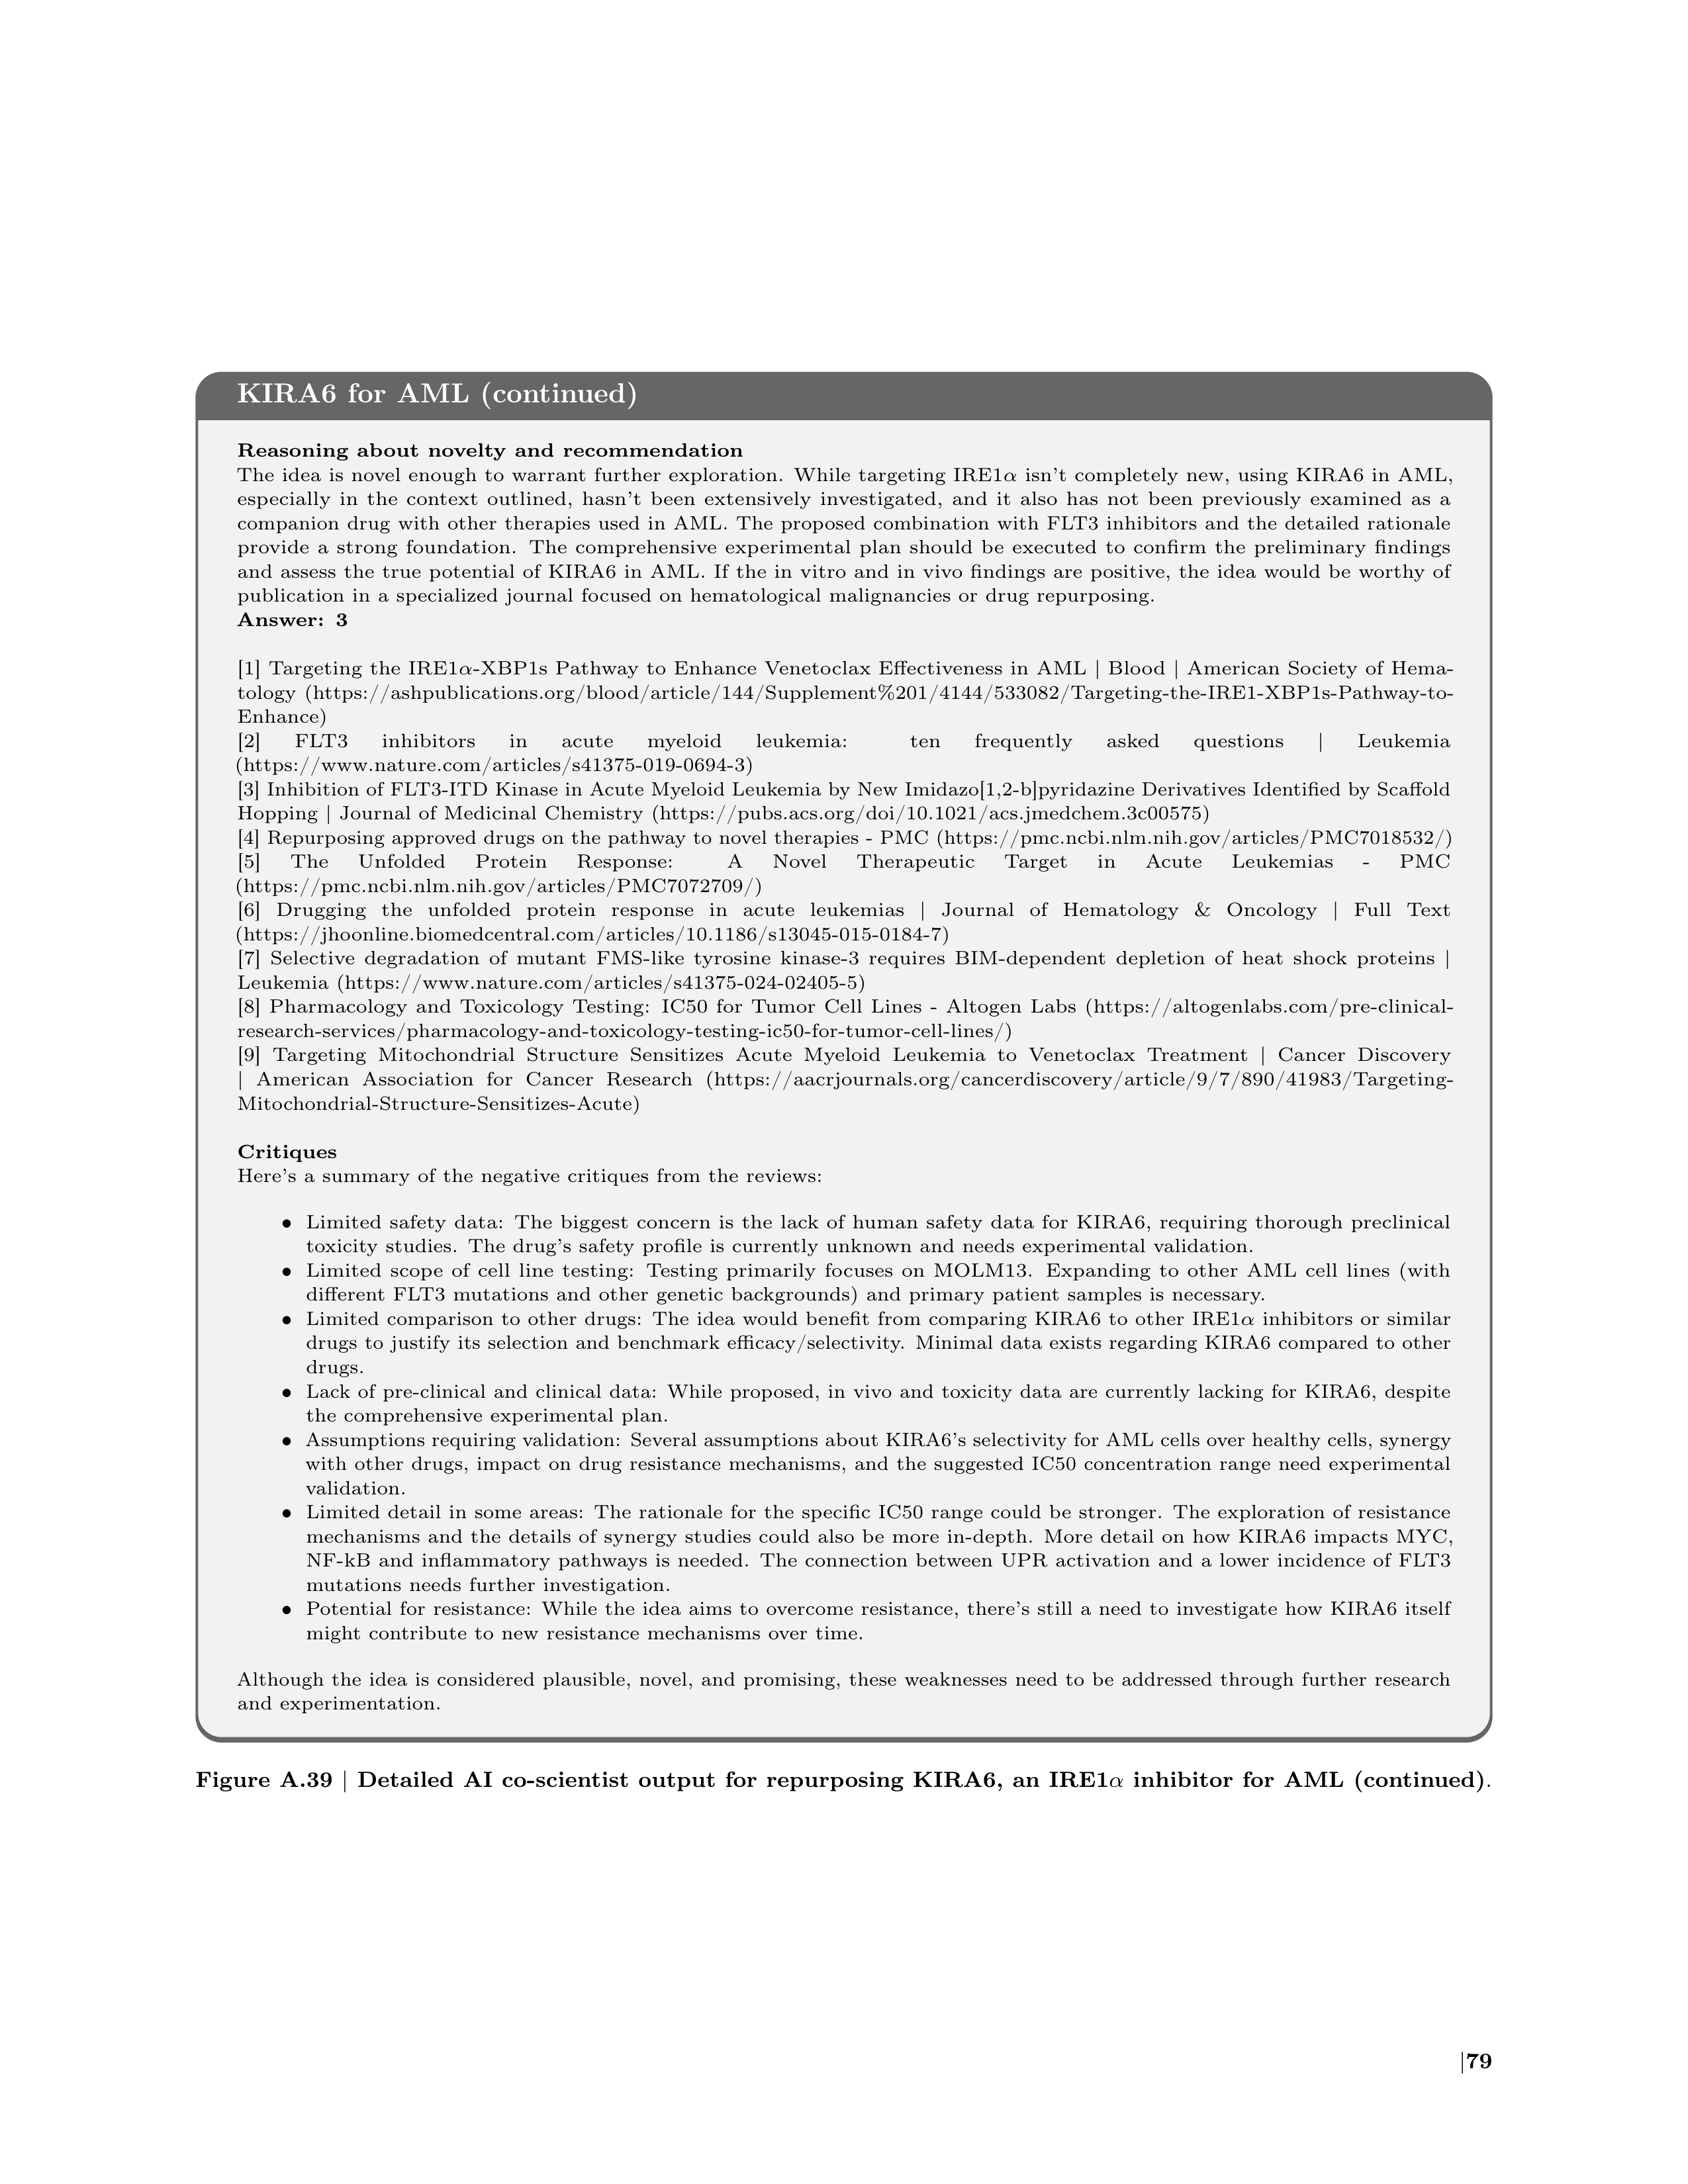 KIRA6 for AML (continued)
Reasoning about novelty and recommendation
The idea is novel enough to warrant further exploration. While targeting IRE1α isn't completely new, using KIRA6 in AML,
especially in the context outlined, hasn't been extensively investigated, and it also has not been previously examined as a
companion drug with other therapies used in AML. The proposed combination with FLT3 inhibitors and the detailed rationale
provide a strong foundation. The comprehensive experimental plan should be executed to confirm the preliminary findings
and assess the true potential of KIRA6 in AML. If the in vitro and in vivo findings are positive, the idea would be worthy of
publication in a specialized journal focused on hematological malignancies or drug repurposing.
Answer: 3
[1] Targeting the IRE1α-XBP1s Pathway to Enhance Venetoclax Effectiveness in AML | Blood | American Society of Hema-
tology (https://ashpublications.org/blood/article/144/Supplement%201/4144/533082/Targeting-the-IRE1-XBP1s-Pathway-to-
Enhance)
[2] FLT3 inhibitors in acute myeloid leukemia: ten frequently asked questions | Leukemia
(https://www.nature.com/articles/s41375-019-0694-3)
[3] Inhibition of FLT3-ITD Kinase in Acute Myeloid Leukemia by New Imidazo[1,2-b]pyridazine Derivatives Identified by Scaffold
Hopping | Journal of Medicinal Chemistry (https://pubs.acs.org/doi/10.1021/acs.jmedchem.3c00575)
[4] Repurposing approved drugs on the pathway to novel therapies - PMC (https://pmc.ncbi.nlm.nih.gov/articles/PMC7018532/)
[5] The Unfolded Protein Response: A Novel Therapeutic Target in Acute Leukemias - PMC
(https://pmc.ncbi.nlm.nih.gov/articles/PMC7072709/)
[6] Drugging the unfolded protein response in acute leukemias | Journal of Hematology & Oncology | Full Text
(https://jhoonline.biomedcentral.com/articles/10.1186/s13045-015-0184-7)
[7] Selective degradation of mutant FMS-like tyrosine kinase-3 requires BIM-dependent depletion of heat shock proteins |
Leukemia (https://www.nature.com/articles/s41375-024-02405-5)
[8] Pharmacology and Toxicology Testing: IC50 for Tumor Cell Lines - Altogen Labs (https://altogenlabs.com/pre-clinical-
research-services/pharmacology-and-toxicology-testing-ic50-for-tumor-cell-lines/)
[9] Targeting Mitochondrial Structure Sensitizes Acute Myeloid Leukemia to Venetoclax Treatment | Cancer Discovery
| American Association for Cancer Research (https://aacrjournals.org/cancerdiscovery/article/9/7/890/41983/Targeting-
Mitochondrial-Structure-Sensitizes-Acute)
Critiques
Here's a summary of the negative critiques from the reviews:
• Limited safety data: The biggest concern is the lack of human safety data for KIRA6, requiring thorough preclinical
toxicity studies. The drug's safety profile is currently unknown and needs experimental validation.
• Limited scope of cell line testing: Testing primarily focuses on MOLM13. Expanding to other AML cell lines (with
different FLT3 mutations and other genetic backgrounds) and primary patient samples is necessary.
• Limited comparison to other drugs: The idea would benefit from comparing KIRA6 to other IRE1α inhibitors or similar
drugs to justify its selection and benchmark efficacy/selectivity. Minimal data exists regarding KIRA6 compared to other
drugs.
• Lack of pre-clinical and clinical data: While proposed, in vivo and toxicity data are currently lacking for KIRA6, despite
the comprehensive experimental plan.
• Assumptions requiring validation: Several assumptions about KIRA6's selectivity for AML cells over healthy cells, synergy
with other drugs, impact on drug resistance mechanisms, and the suggested IC50 concentration range need experimental
validation.
• Limited detail in some areas: The rationale for the specific IC50 range could be stronger. The exploration of resistance
mechanisms and the details of synergy studies could also be more in-depth. More detail on how KIRA6 impacts MYC,
NF-kB and inflammatory pathways is needed. The connection between UPR activation and a lower incidence of FLT3
mutations needs further investigation.
• Potential for resistance: While the idea aims to overcome resistance, there's still a need to investigate how KIRA6 itself
might contribute to new resistance mechanisms over time.
Although the idea is considered plausible, novel, and promising, these weaknesses need to be addressed through further research
and experimentation.
Figure A.39 | Detailed AI co-scientist output for repurposing KIRA6, an IRE1α inhibitor for AML (continued).
|79